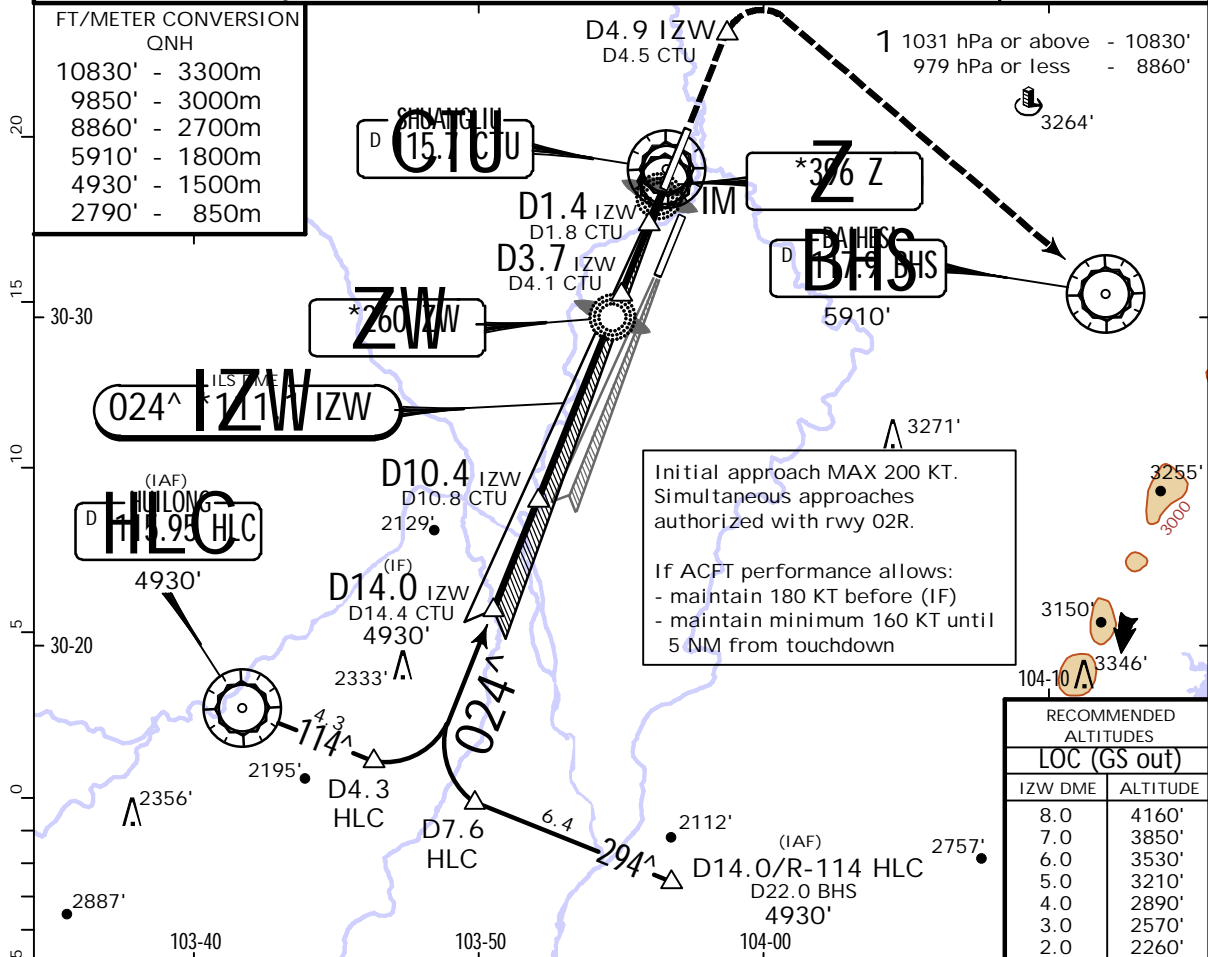 FT/METER CONVERSION
QNH
10830' - 3300m
9850' - 3000m
8860' - 2700m
5910' - 1800m
4930' - 1500m
2790' - 850m
D4.9 IZW
D4.5 CTU
1 1031 hPa or above - 10830'
979 hPa or less - 8860'
3264'
20
SHUANGLIU
D 115.7 CTU
CTU
*396 Z
Z
IM
D1.4 IZW
D1.8 CTU
D3.7 IZW
D4.1 CTU
BAIHESI
D 117.9 BHS
BHS
5910'
15
30-30
*260 ZW
ZW
ILS DME
024^ *111. IZW
IZW
3271'
10
D10.4 IZW
D10.8 CTU
2129'
Initial approach MAX 200 KT.
Simultaneous approaches
authorized with rwy 02R.
If ACFT performance allows:
- maintain 180 KT before (IF)
- maintain minimum 160 KT until
5 NM from touchdown
3255'
3000
(IAF)
HUILONG
D 115.95 HLC
HLC
4930'
(IF)
D14.0 IZW
D14.4 CTU
4930'
2333'
5
30-20
3150'
3346'
104-10
024^
4.3
114^
2195'
D4.3
HLC
0
2356'
D7.6
HLC
6.4
294^
2112'
(IAF)
D14.0/R-114 HLC
D22.0 BHS
4930'
2757'
2887'
5
103-40
103-50
104-00
RECOMMENDED
ALTITUDES
LOC (GS out)
IZW DME ALTITUDE
8.0 4160'
7.0 3850'
6.0 3530'
5.0 3210'
4.0 2890'
3.0 2570'
2.0 2260'